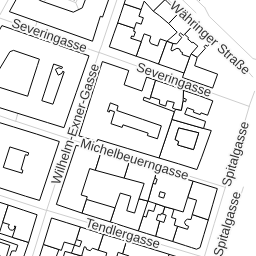 Währinger Straße
Severingasse
Severingasse
Wilhelm-Exner-Gasse
Michelbeuerngasse
Spitalgasse
Spitalgasse
Tendlergasse